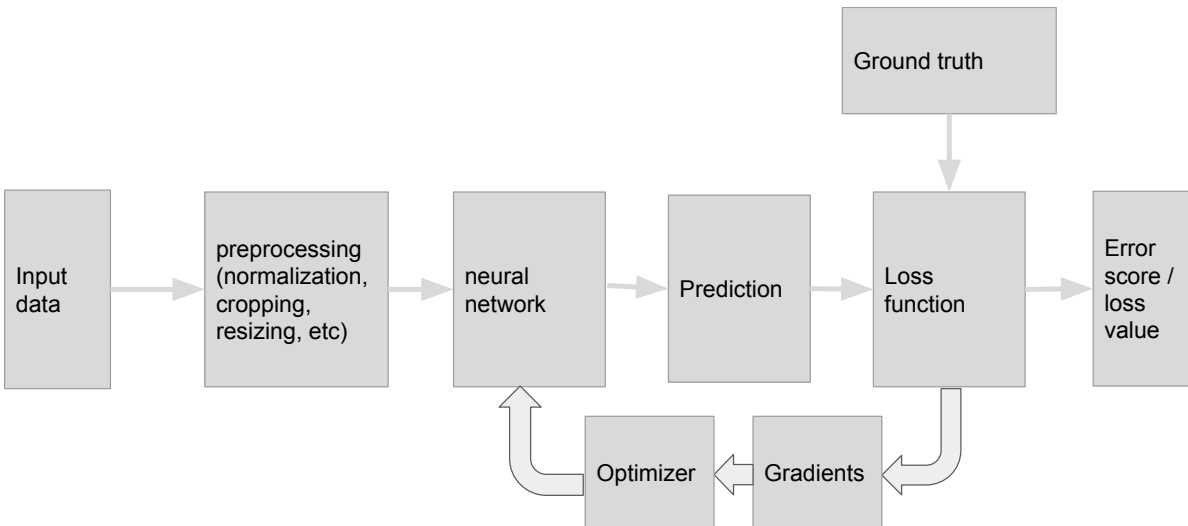 Ground truth
Input
data
preprocessing
(normalization,
cropping,
resizing, etc)
neural
network
Prediction
Loss
function
Error
score /
loss
value
Optimizer
Gradients